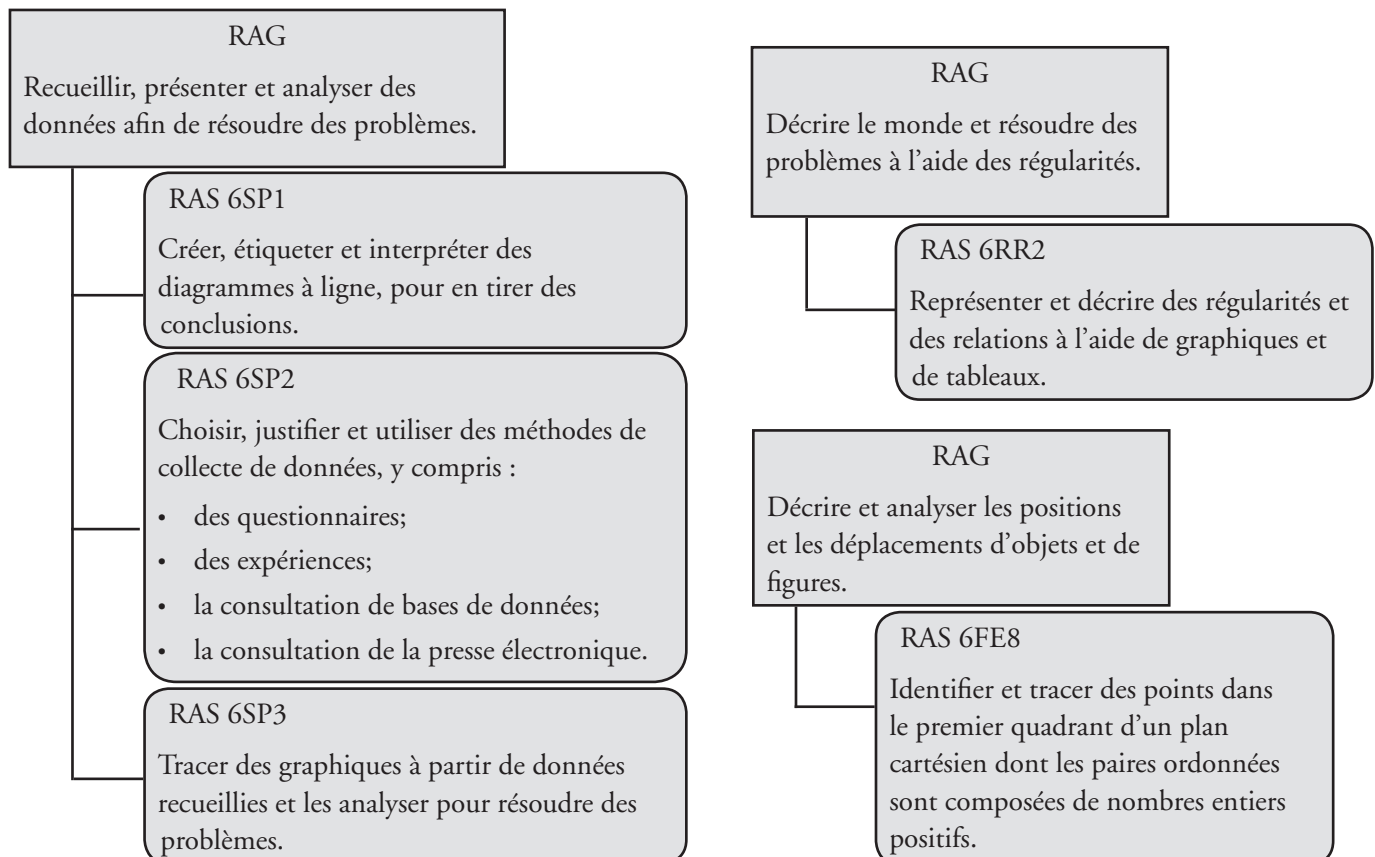 RAG
Recueillir, présenter et analyser des
données afin de résoudre des problèmes.
RAS 6SP1
Créer, étiqueter et interpréter des
diagrammes à ligne, pour en tirer des
conclusions.
RAS 6SP2
Choisir, justifier et utiliser des méthodes de
collecte de données, y compris :
• des questionnaires;
• des expériences;
• la consultation de bases de données;
• la consultation de la presse électronique.
RAS 6SP3
Tracer des graphiques à partir de données
recueillies et les analyser pour résoudre des
problèmes.
RAG
Décrire le monde et résoudre des
problèmes à l’aide des régularités.
RAS 6RR2
Représenter et décrire des régularités et
des relations à l’aide de graphiques et
de tableaux.
RAG
Décrire et analyser les positions
et les déplacements d’objets et de
figures.
RAS 6FE8
Identifier et tracer des points dans
le premier quadrant d’un plan
cartésien dont les paires ordonnées
sont composées de nombres entiers
positifs.